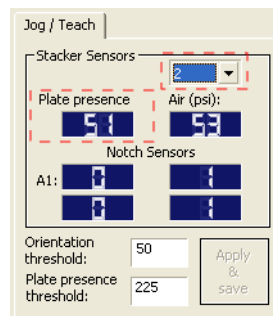 Jog / Teach
Stacker Sensors
2
Plate presence Air (psi):
51 53
Notch Sensors
A1: 0 1
0 1
Orientation threshold: 50
Plate presence threshold: 225
Apply & save